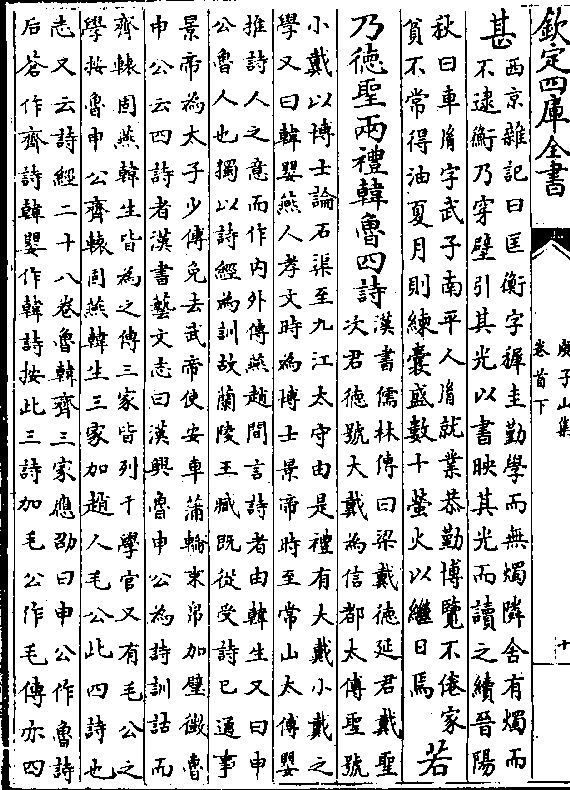 欽定四庫全書
庾子山集
卷首下
十
甚
西京雜記曰匡衡字稺圭勤學而無燭隣舍有燭而
不逮衡乃穿壁引其光以書映其光而讀之續晉陽
秋曰車胤字武子南平人胤就業恭勤博覽不倦家
貧不常得油夏月則練囊盛數十螢火以繼日焉
若
乃德聖兩禮韓魯四詩
漢書儒林傳曰梁戴德延君戴聖
次君德號大戴為信都太傅聖號
小戴以博士論石渠至九江太守由是禮有大戴小戴之
學又曰韓嬰燕人孝文時為博士景帝時至常山太傅嬰
推詩人之意而作内外傳燕趙間言詩者由韓生又曰申
公魯人也獨以詩經為訓故蘭陵王臧既從受詩已通事
景帝為太子少傅免去武帝使安車蒲輪束帛加璧徵魯
申公云四詩者漢書藝文志曰漢興魯申公為詩訓詁而
齊轅固燕韓生皆為之傳三家皆列于學官又有毛公之
學按魯申公齊轅固燕韓生三家加趙人毛公此四詩也
志又云詩經二十八卷魯韓齊三家應劭曰申公作魯詩
后蒼作齊詩韓嬰作韓詩按此三詩加毛公作毛傳亦四